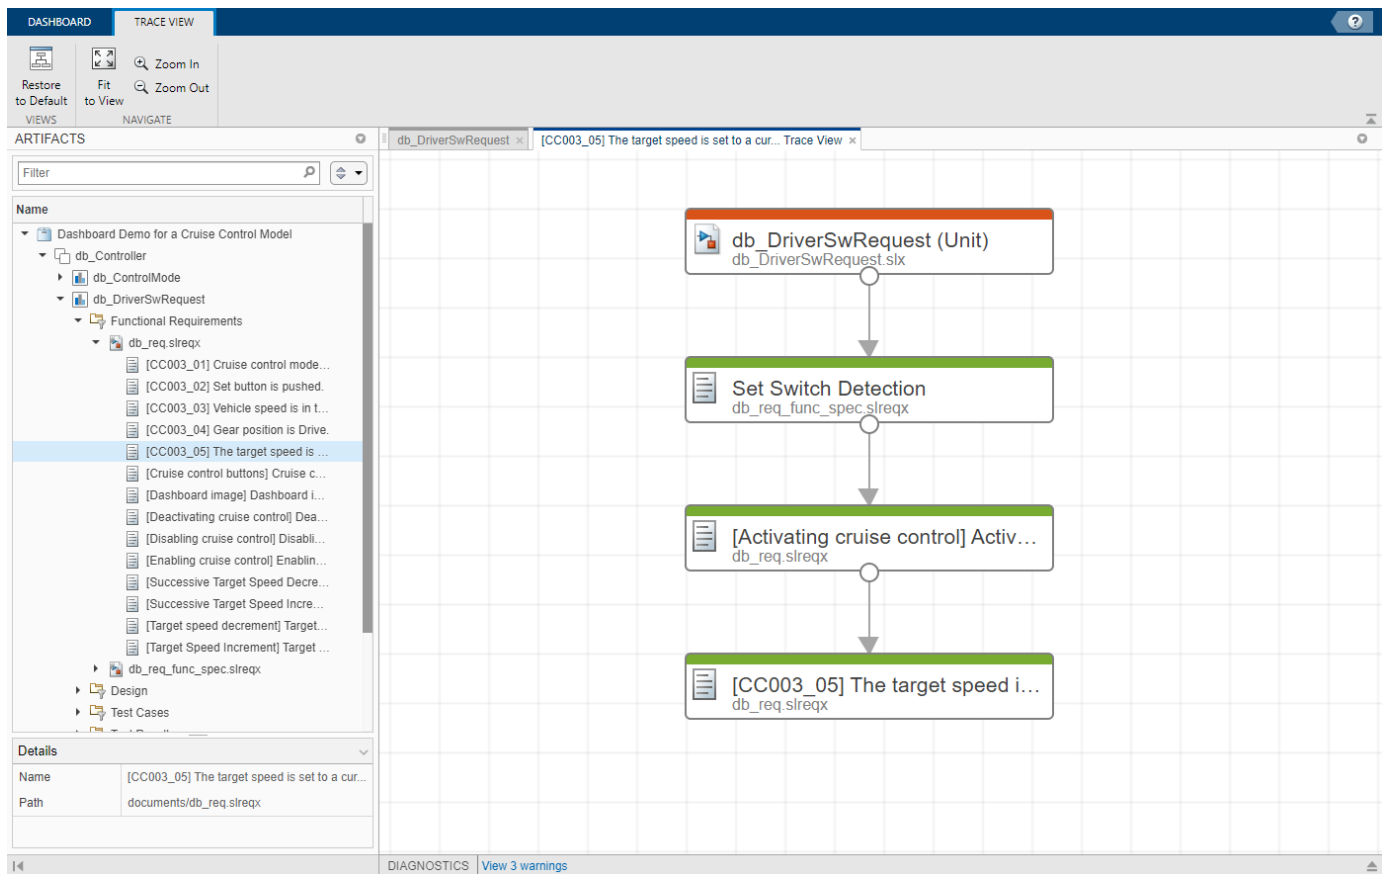 DASHBOARD
TRACE VIEW
?
Restore
to Default
Fit
to View
Zoom In
Zoom Out
VIEWS
NAVIGATE
ARTIFACTS
db_DriverSwRequest ×
[CC003_05] The target speed is set to a cur... Trace View ×
Filter
Name
Dashboard Demo for a Cruise Control Model
db_Controller
db_ControlMode
db_DriverSwRequest
Functional Requirements
db_req.slreqx
[CC003_01] Cruise control mode...
[CC003_02] Set button is pushed.
[CC003_03] Vehicle speed is in t...
[CC003_04] Gear position is Drive.
[CC003_05] The target speed is ...
[Cruise control buttons] Cruise c...
[Dashboard image] Dashboard i...
[Deactivating cruise control] Dea...
[Disabling cruise control] Disabli...
[Enabling cruise control] Enablin...
[Successive Target Speed Decre...
[Successive Target Speed Incre...
[Target speed decrement] Target...
[Target Speed Increment] Target ...
db_req_func_spec.slreqx
Design
Test Cases
Details
Name
[CC003_05] The target speed is set to a cur...
Path
documents/db_req.slreqx
db_DriverSwRequest (Unit)
db_DriverSwRequest.slx
Set Switch Detection
db_req_func_spec.slreqx
[Activating cruise control] Activ...
db_req.slreqx
[CC003_05] The target speed i...
db_req.slreqx
DIAGNOSTICS
View 3 warnings